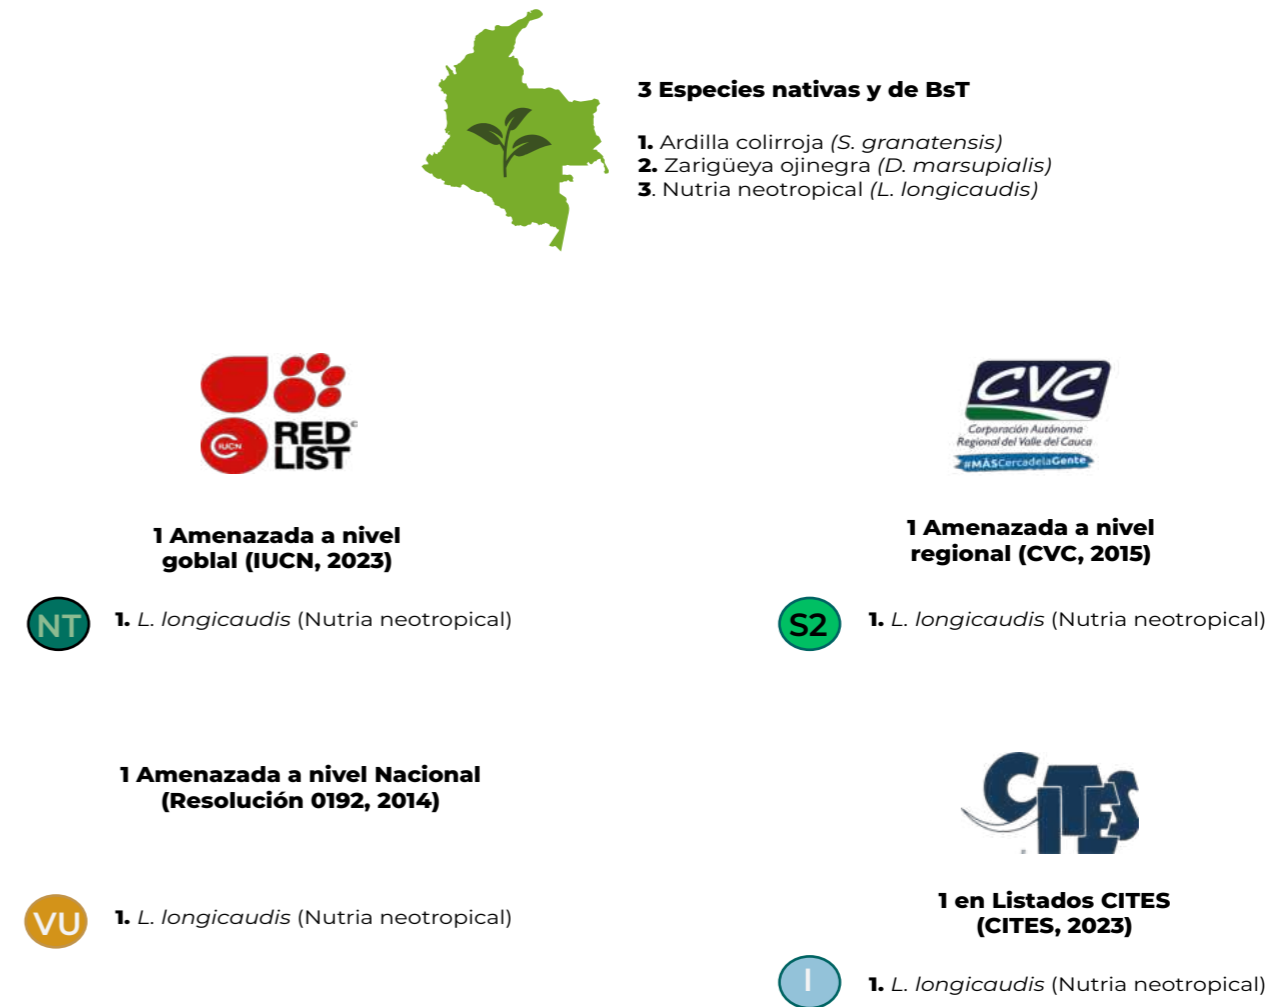 3 Especies nativas y de BsT
1. Ardilla colirroja (S. granatensis)
2. Zarigüeya ojinegra (D. marsupialis)
3. Nutria neotropical (L. longicaudis)
IUCN
RED
LIST
1 Amenazada a nivel
goblal (IUCN, 2023)
NT
1. L. longicaudis (Nutria neotropical)
CVC
Corporación Autónoma
Regional del Valle del Cauca
#MÁSCercadelaGente
1 Amenazada a nivel
regional (CVC, 2015)
S2
1. L. longicaudis (Nutria neotropical)
1 Amenazada a nivel Nacional
(Resolución 0192, 2014)
VU
1. L. longicaudis (Nutria neotropical)
CITES
1 en Listados CITES
(CITES, 2023)
I
1. L. longicaudis (Nutria neotropical)